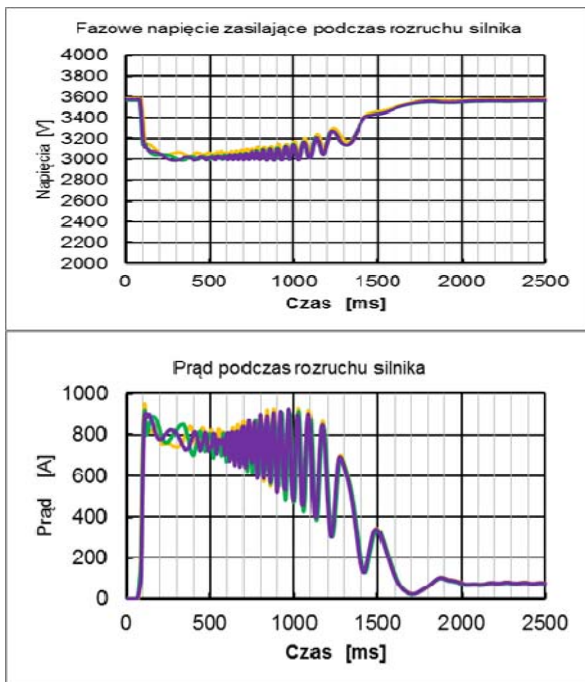 Fazowe napięcie zasilające podczas rozruchu silnika
4000
3800
3600
3400
3200
3000
2800
2600
2400
2200
2000
Napięcia [V]
0 500 1000 1500 2000 2500
Czas [ms]
Prąd podczas rozruchu silnika
1000
800
600
400
200
0
Prąd [A]
0 500 1000 1500 2000 2500
Czas [ms]